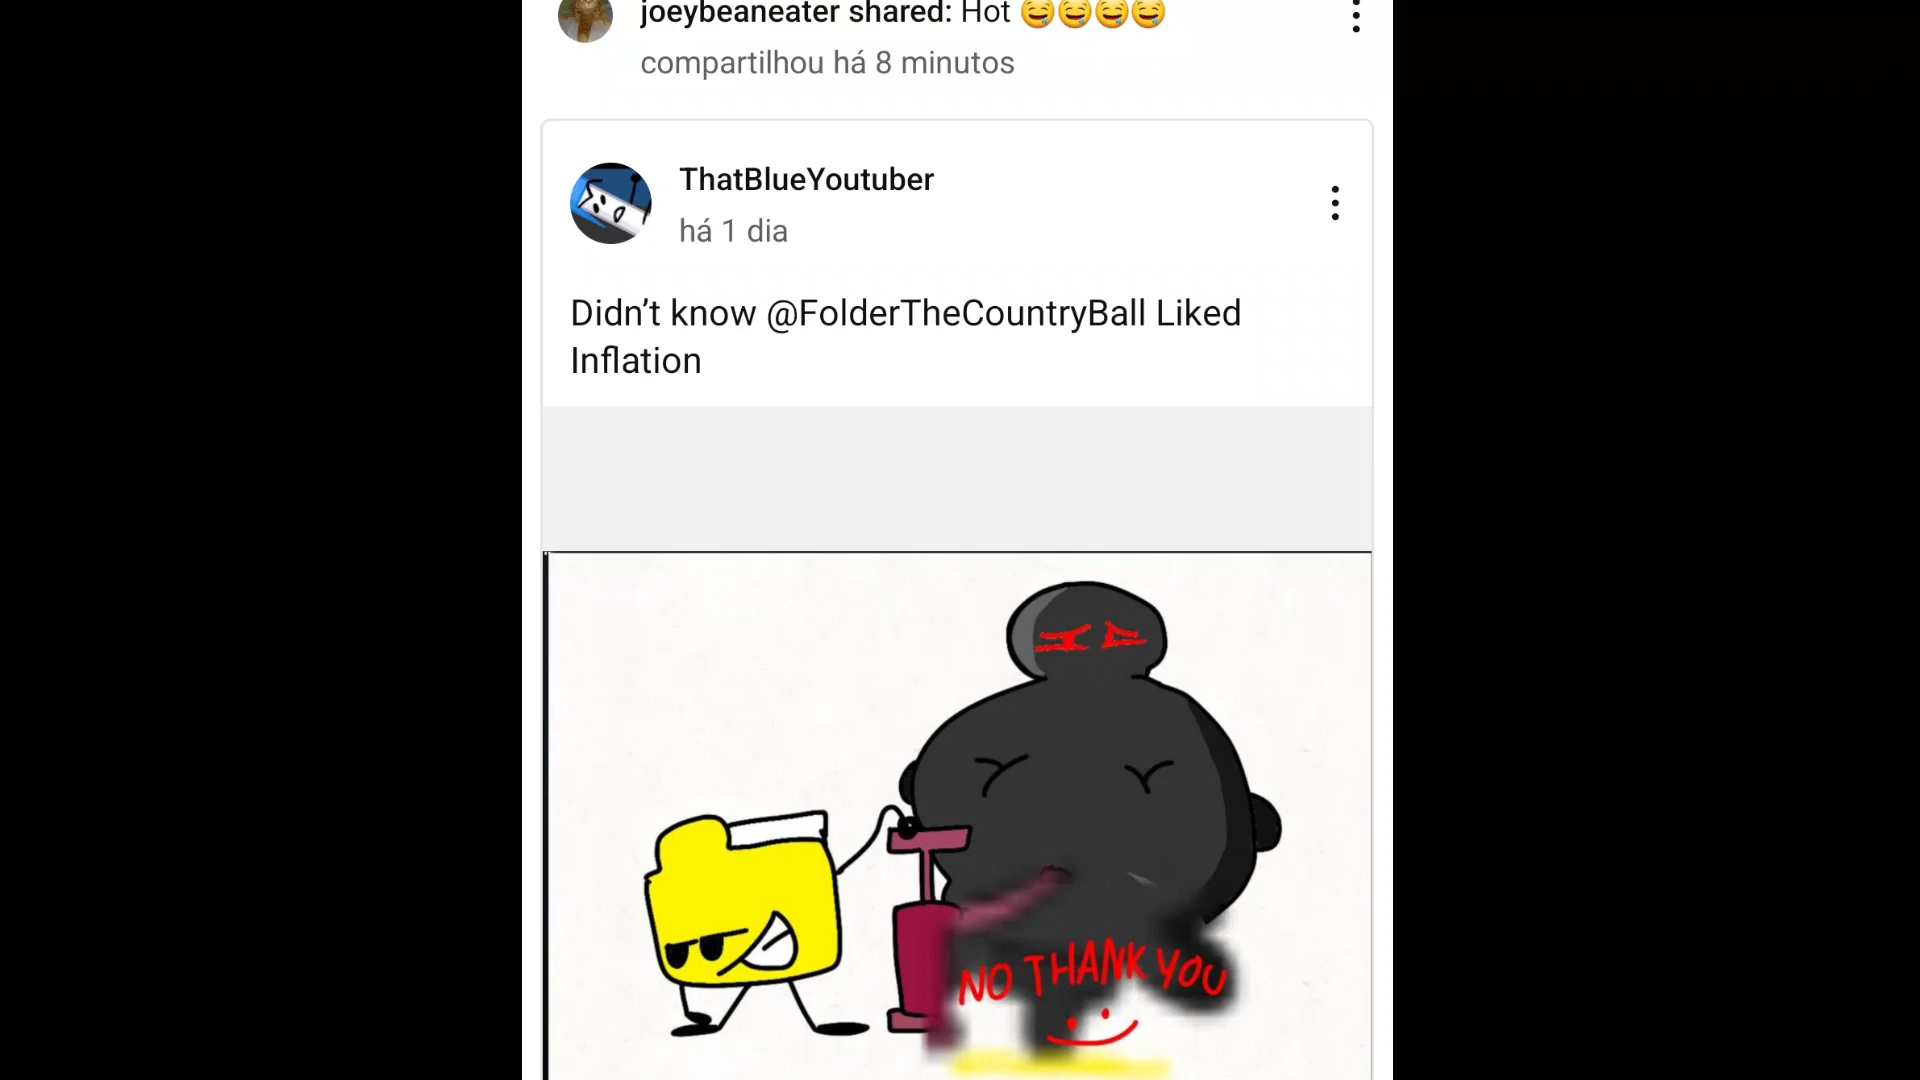 joeybeaneater shared: Hot 🤤🤤🤤🤤
compartilhou há 8 minutos
ThatBlueYoutuber
há 1 dia
Didn’t know @FolderTheCountryBall Liked
Inflation
NO THANK YOU